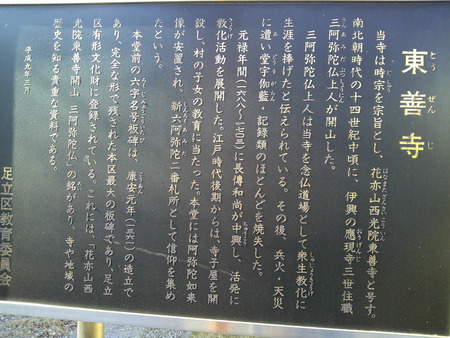 東善寺
とうぜんじ
当寺は時宗を宗旨とし、花亦山西光院東善寺と号す。
南北朝時代の十四世紀中頃に、伊興の應現寺三世住職
三阿弥陀仏上人が開山した。
三阿弥陀仏上人は当寺を念仏道場として衆生教化に
生涯を捧げたと伝えられている。その後、兵火・天災
に遭い堂宇伽藍、記録類のほとんどを焼失した。
元禄年間(一六八八~一七〇三)に長傳和尚が中興し、活発に
教化活動を展開した。江戸時代後期からは、寺子屋を開
設し、村の子女の教育に当たった。本堂には阿弥陀如来
像が安置され、新六阿弥陀二番札所として信仰を集め
たという。
本堂前の六字名号板碑は、康安元年(一三六一)の造立で
あり、完全な形で残された本区最大の板碑であり、足立
区有形文化財に登録されている。これには、「花亦山西
光院東善寺開山 三阿弥陀仏」の銘があり、寺や地域の
歴史を知る貴重な資料である。
平成九年三月
足立区教育委員会